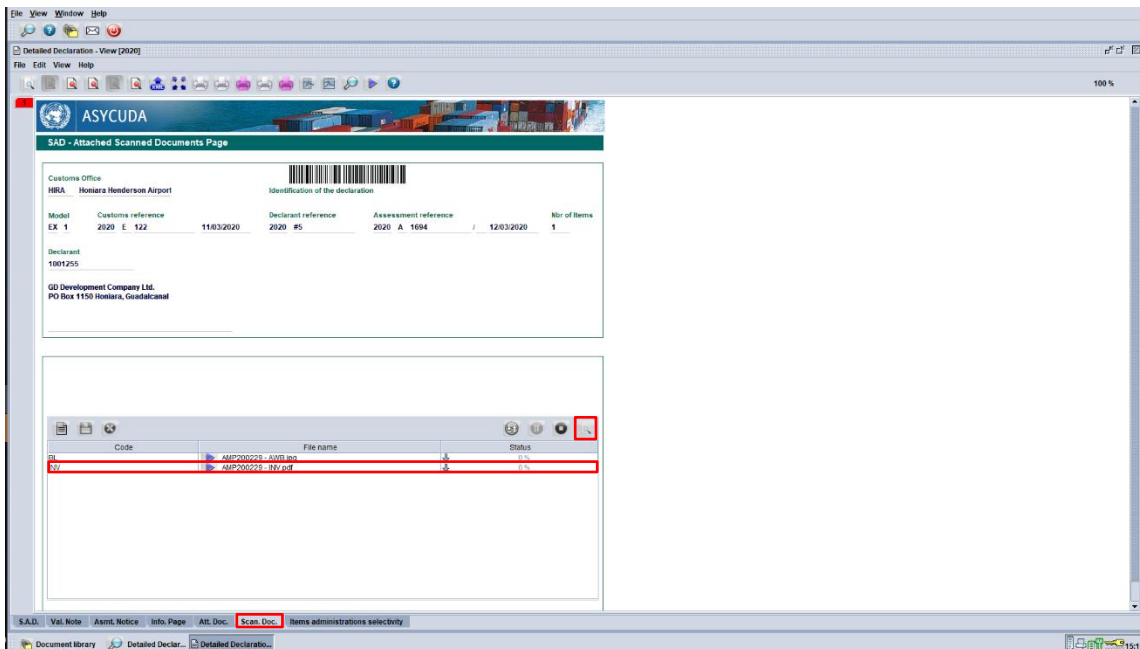 File View Window Help
Detailed Declaration - View [2020]
File Edit View Help
100 %
1
ASYCUDA
SAD - Attached Scanned Documents Page
Customs Office
HIRA Honiara Henderson Airport
Identification of the declaration
Model Customs reference Declarant reference Assessment reference Nbr of Items
EX 1 2020 E 122 11/03/2020 2020 #5 2020 A 1694 / 12/03/2020 1
Declarant
1001255
GD Development Company Ltd.
PO Box 1150 Honiara, Guadalcanal
Code File name Status
BL AMP200229 - AWB.jpg 0 %
INV AMP200229 - INV.pdf 0 %
S.A.D. Val. Note Asmt. Notice Info. Page Att. Doc. Scan. Doc. Items administrations selectivity
Document library Detailed Declar... Detailed Declaratio...